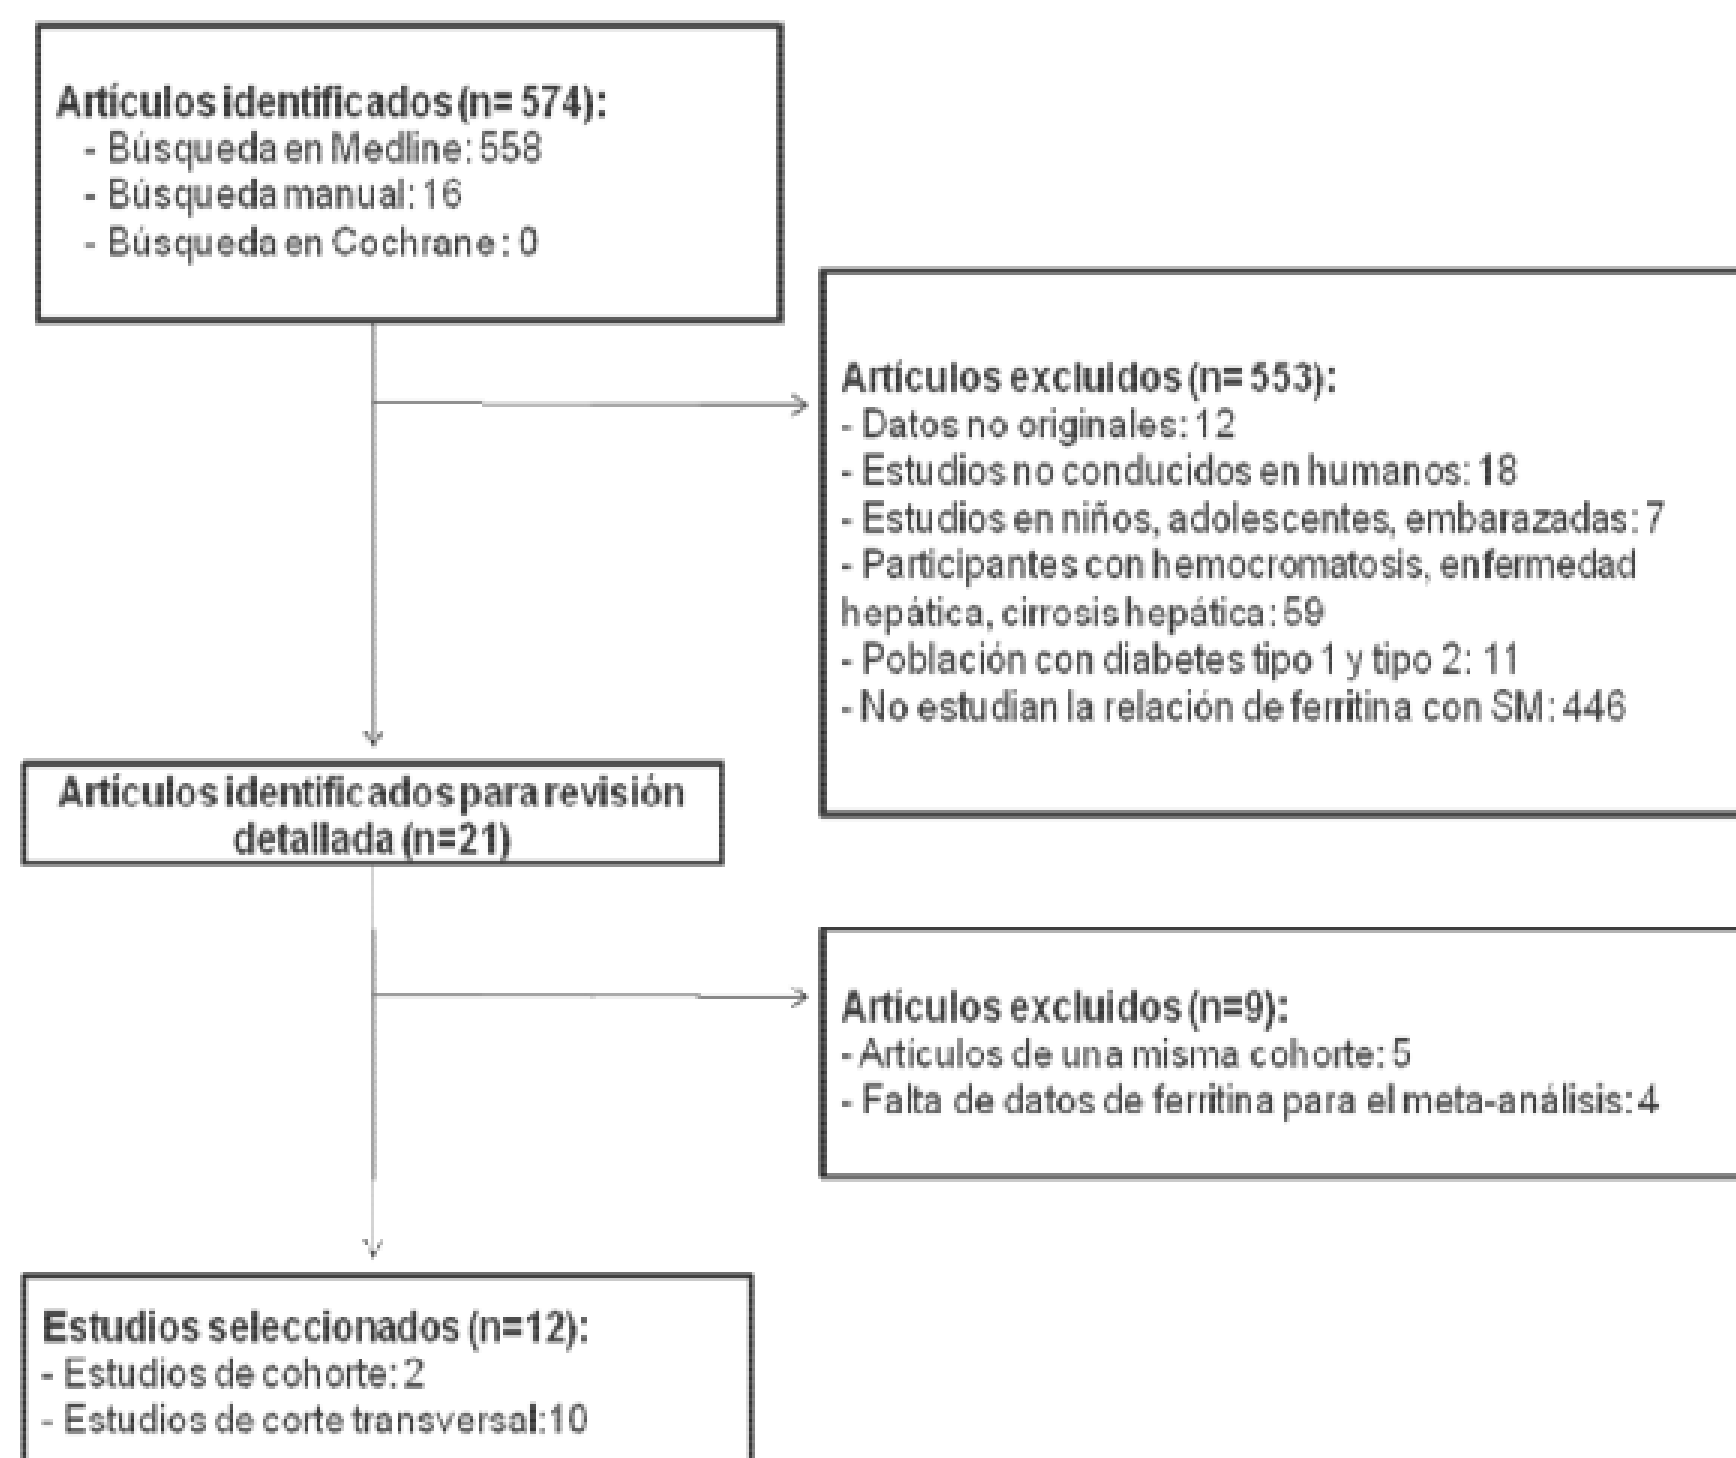 Artículos identificados (n= 574):
- Búsqueda en Medline: 558
- Búsqueda manual: 16
- Búsqueda en Cochrane: 0
Artículos excluidos (n= 553):
- Datos no originales: 12
- Estudios no conducidos en humanos: 18
- Estudios en niños, adolescentes, embarazadas: 7
- Participantes con hemocromatosis, enfermedad
hepática, cirrosis hepática: 59
- Población con diabetes tipo 1 y tipo 2: 11
- No estudian la relación de ferritina con SM: 446
Artículos identificados para revisión
detallada (n=21)
Artículos excluidos (n=9):
- Artículos de una misma cohorte: 5
- Falta de datos de ferritina para el meta-análisis: 4
Estudios seleccionados (n=12):
- Estudios de cohorte: 2
- Estudios de corte transversal:10